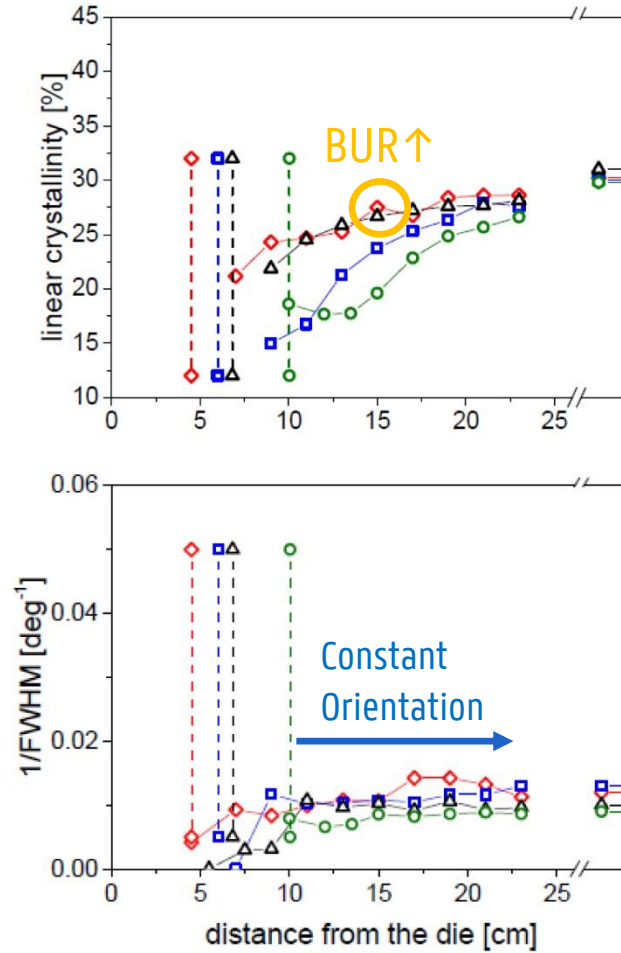 45
40
35
30
25
20
15
10
linear crystallinity [%]
BUR↑
0 5 10 15 20 25
0.06
0.04
0.02
0.00
1/FWHM [deg⁻¹]
Constant
Orientation
0 5 10 15 20 25
distance from the die [cm]